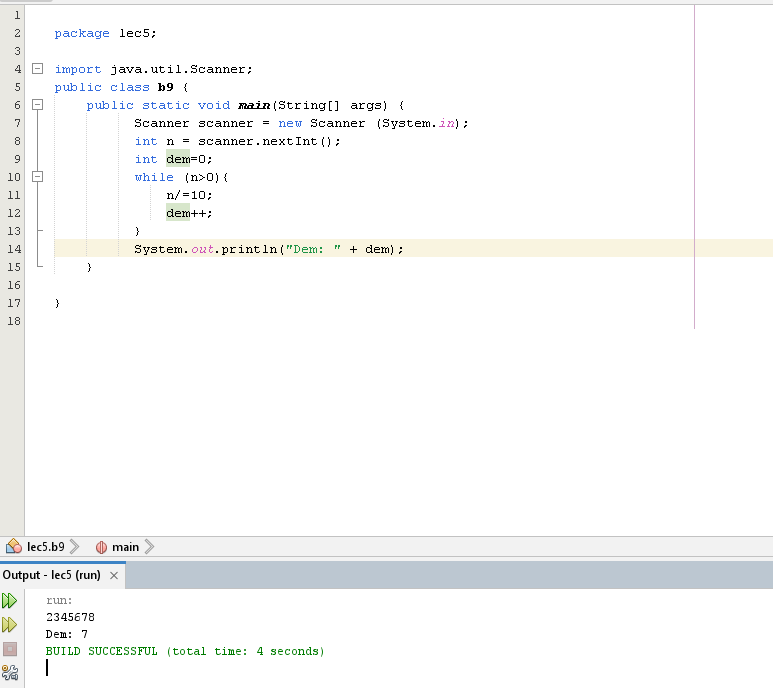 1
2 package lec5;
3
4 import java.util.Scanner;
5 public class b9 {
6 public static void main(String[] args) {
7 Scanner scanner = new Scanner (System.in);
8 int n = scanner.nextInt();
9 int dem=0;
10 while (n>0){
11 n/=10;
12 dem++;
13 }
14 System.out.println("Dem: " + dem);
15 }
16
17 }
18
lec5.b9 main
Output - lec5 (run) ×
run:
2345678
Dem: 7
BUILD SUCCESSFUL (total time: 4 seconds)